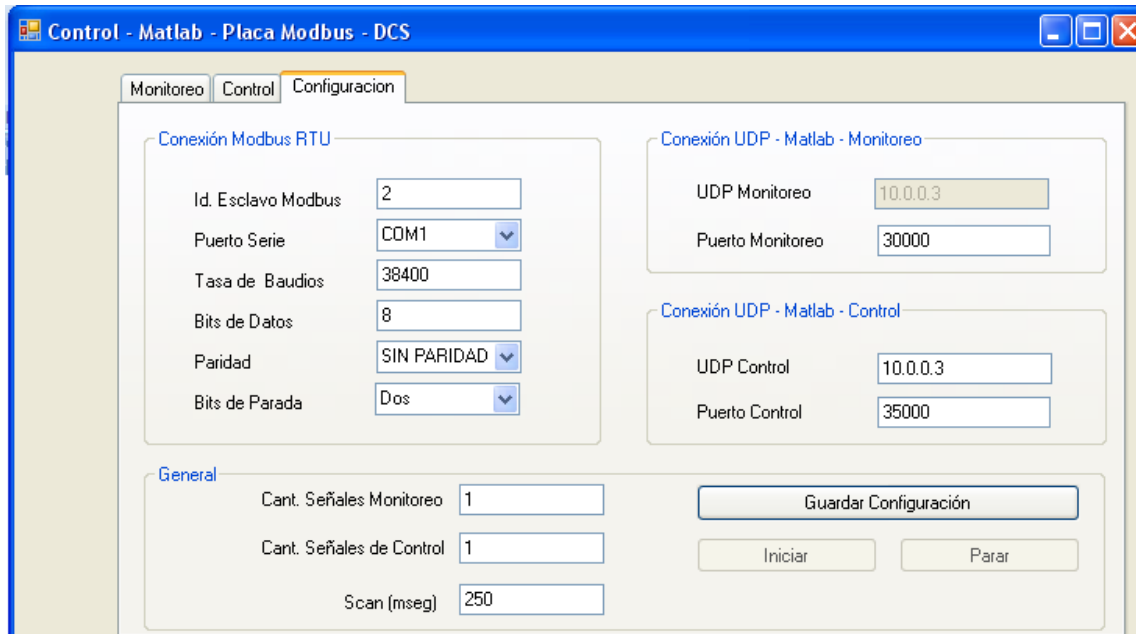 Control - Matlab - Placa Modbus - DCS
Monitoreo Control Configuracion
Conexión Modbus RTU
Id. Esclavo Modbus 2
Puerto Serie COM1
Tasa de Baudios 38400
Bits de Datos 8
Paridad SIN PARIDAD
Bits de Parada Dos
Conexión UDP - Matlab - Monitoreo
UDP Monitoreo 10.0.0.3
Puerto Monitoreo 30000
Conexión UDP - Matlab - Control
UDP Control 10.0.0.3
Puerto Control 35000
General
Cant. Señales Monitoreo 1
Cant. Señales de Control 1
Scan (mseg) 250
Guardar Configuración
Iniciar Parar